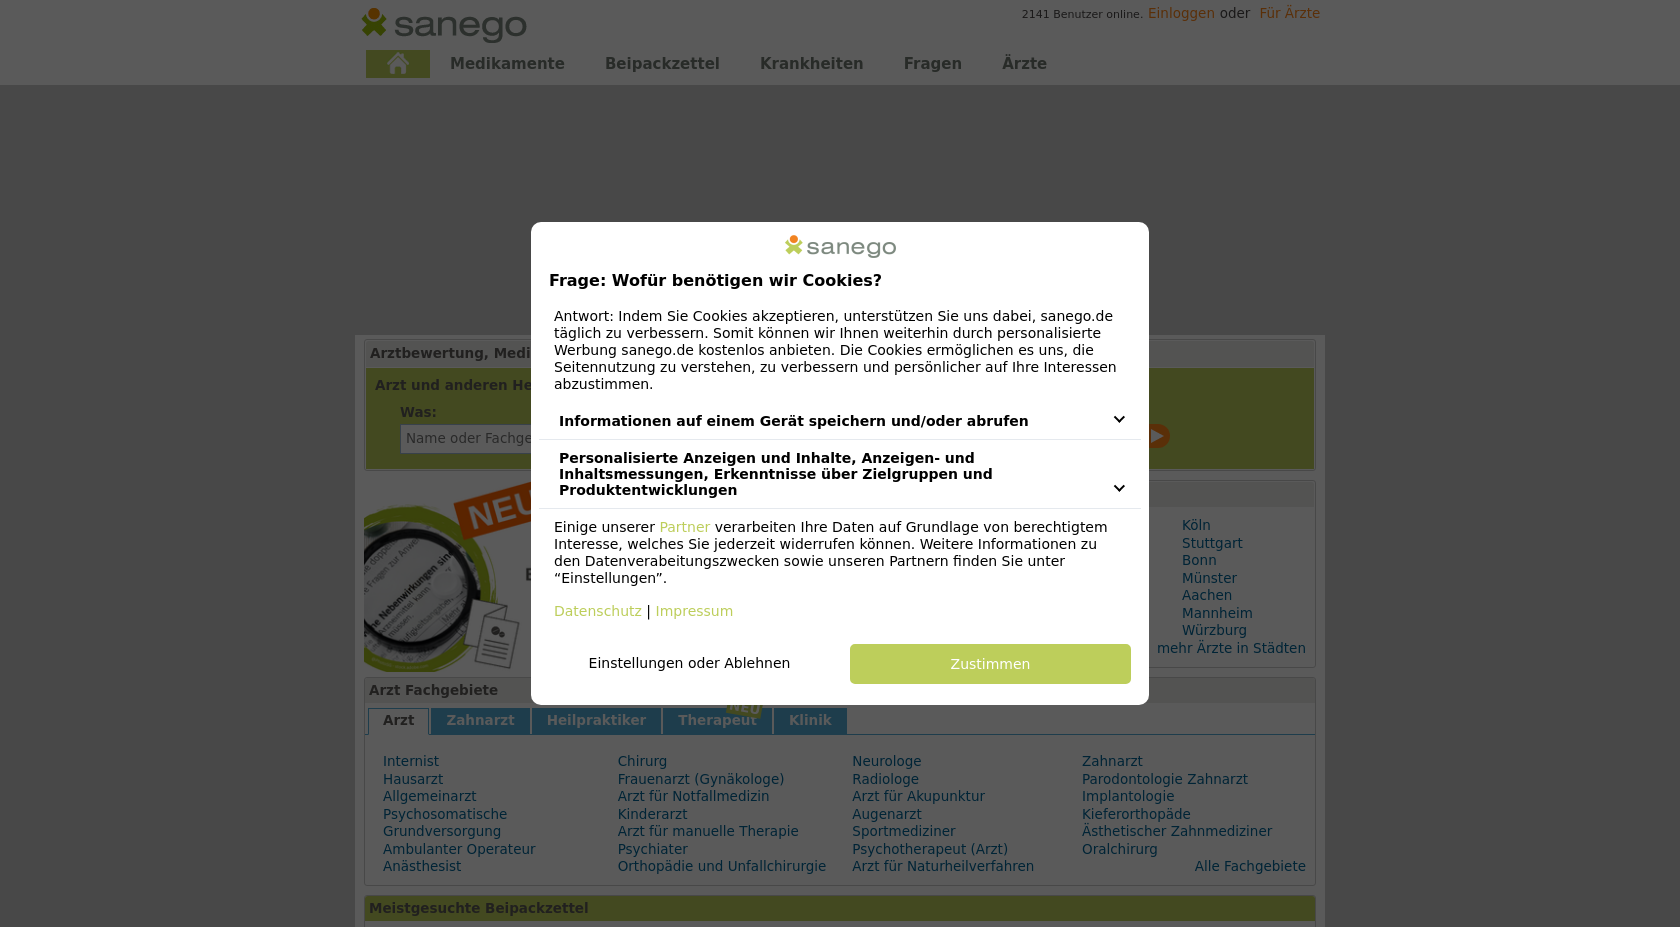 sanego
2141 Benutzer online. Einloggen oder Für Ärzte
Medikamente Beipackzettel Krankheiten Fragen Ärzte
sanego
Frage: Wofür benötigen wir Cookies?
Antwort: Indem Sie Cookies akzeptieren, unterstützen Sie uns dabei, sanego.de
täglich zu verbessern. Somit können wir Ihnen weiterhin durch personalisierte
Werbung sanego.de kostenlos anbieten. Die Cookies ermöglichen es uns, die
Seitennutzung zu verstehen, zu verbessern und persönlicher auf Ihre Interessen
abzustimmen.
Informationen auf einem Gerät speichern und/oder abrufen
Personalisierte Anzeigen und Inhalte, Anzeigen- und
Inhaltsmessungen, Erkenntnisse über Zielgruppen und
Produktentwicklungen
Einige unserer Partner verarbeiten Ihre Daten auf Grundlage von berechtigtem
Interesse, welches Sie jederzeit widerrufen können. Weitere Informationen zu
den Datenverabeitungszwecken sowie unseren Partnern finden Sie unter
“Einstellungen”.
Datenschutz | Impressum
Einstellungen oder Ablehnen Zustimmen
Arztbewertung, Medi
Arzt und anderen He
Was:
Name oder Fachge
NEU
Nebenwirkungen
Köln
Stuttgart
Bonn
Münster
Aachen
Mannheim
Würzburg
mehr Ärzte in Städten
Arzt Fachgebiete
NEU
Arzt Zahnarzt Heilpraktiker Therapeut Klinik
Internist Chirurg Neurologe Zahnarzt
Hausarzt Frauenarzt (Gynäkologe) Radiologe Parodontologie Zahnarzt
Allgemeinarzt Arzt für Notfallmedizin Arzt für Akupunktur Implantologie
Psychosomatische Kinderarzt Augenarzt Kieferorthopäde
Grundversorgung Arzt für manuelle Therapie Sportmediziner Ästhetischer Zahnmediziner
Ambulanter Operateur Psychiater Psychotherapeut (Arzt) Oralchirurg
Anästhesist Orthopädie und Unfallchirurgie Arzt für Naturheilverfahren Alle Fachgebiete
Meistgesuchte Beipackzettel